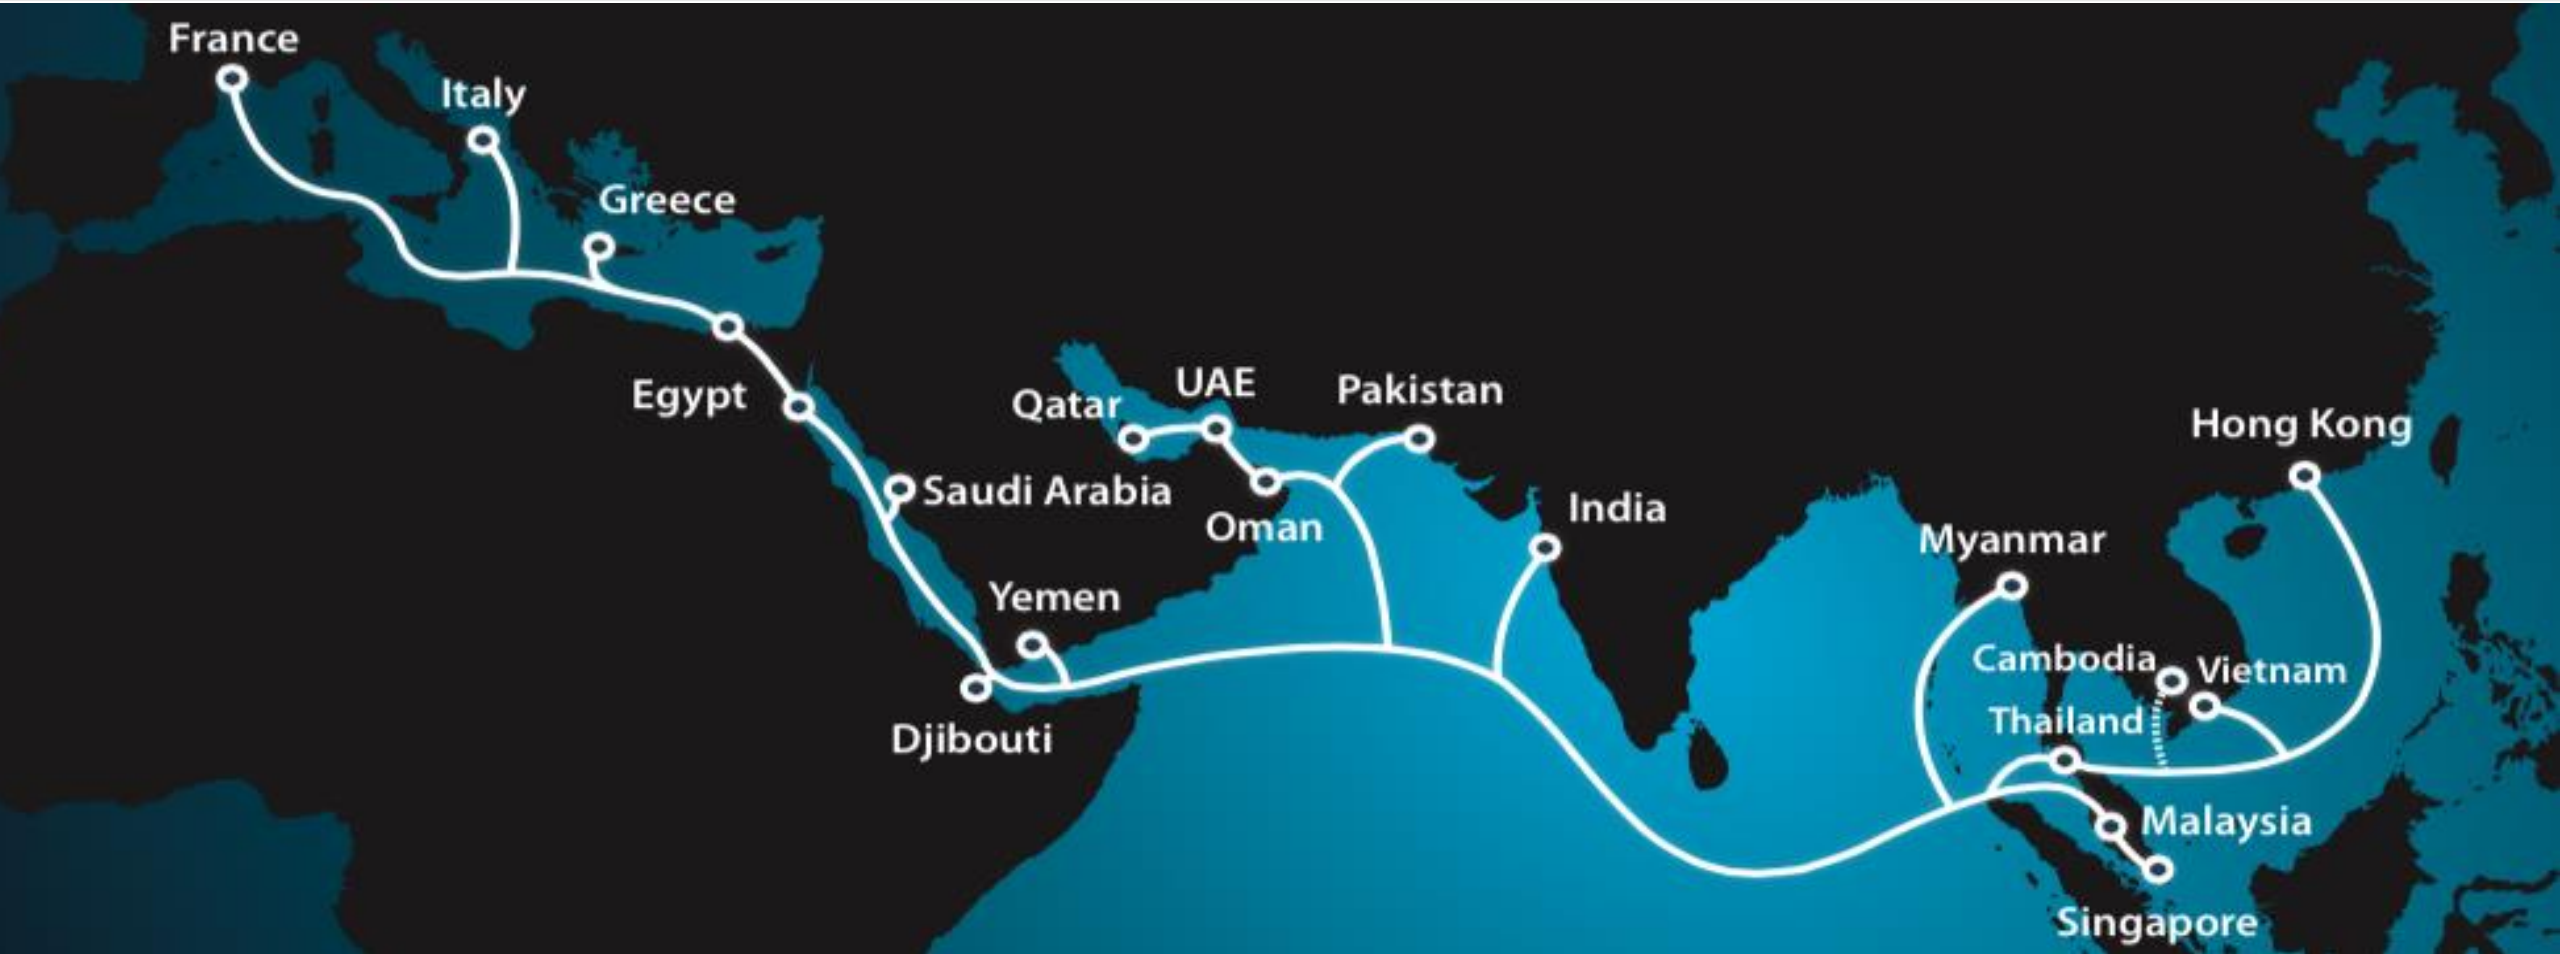 France
Italy
Greece
Egypt
Qatar
UAE
Pakistan
Saudi Arabia
Oman
India
Yemen
Djibouti
Hong Kong
Myanmar
Cambodia
Vietnam
Thailand
Malaysia
Singapore